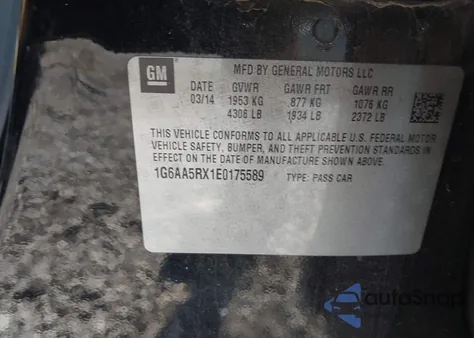 GM
MFD BY GENERAL MOTORS LLC
DATE GVWR GAWR FRT GAWR RR
03/14 1953 KG 877 KG 1076 KG
4306 LB 1934 LB 2372 LB
THIS VEHICLE CONFORMS TO ALL APPLICABLE U.S. FEDERAL MOTOR
VEHICLE SAFETY, BUMPER, AND THEFT PREVENTION STANDARDS IN
EFFECT ON THE DATE OF MANUFACTURE SHOWN ABOVE.
1G6AA5RX1E0175589 TYPE: PASS CAR
autoSnap